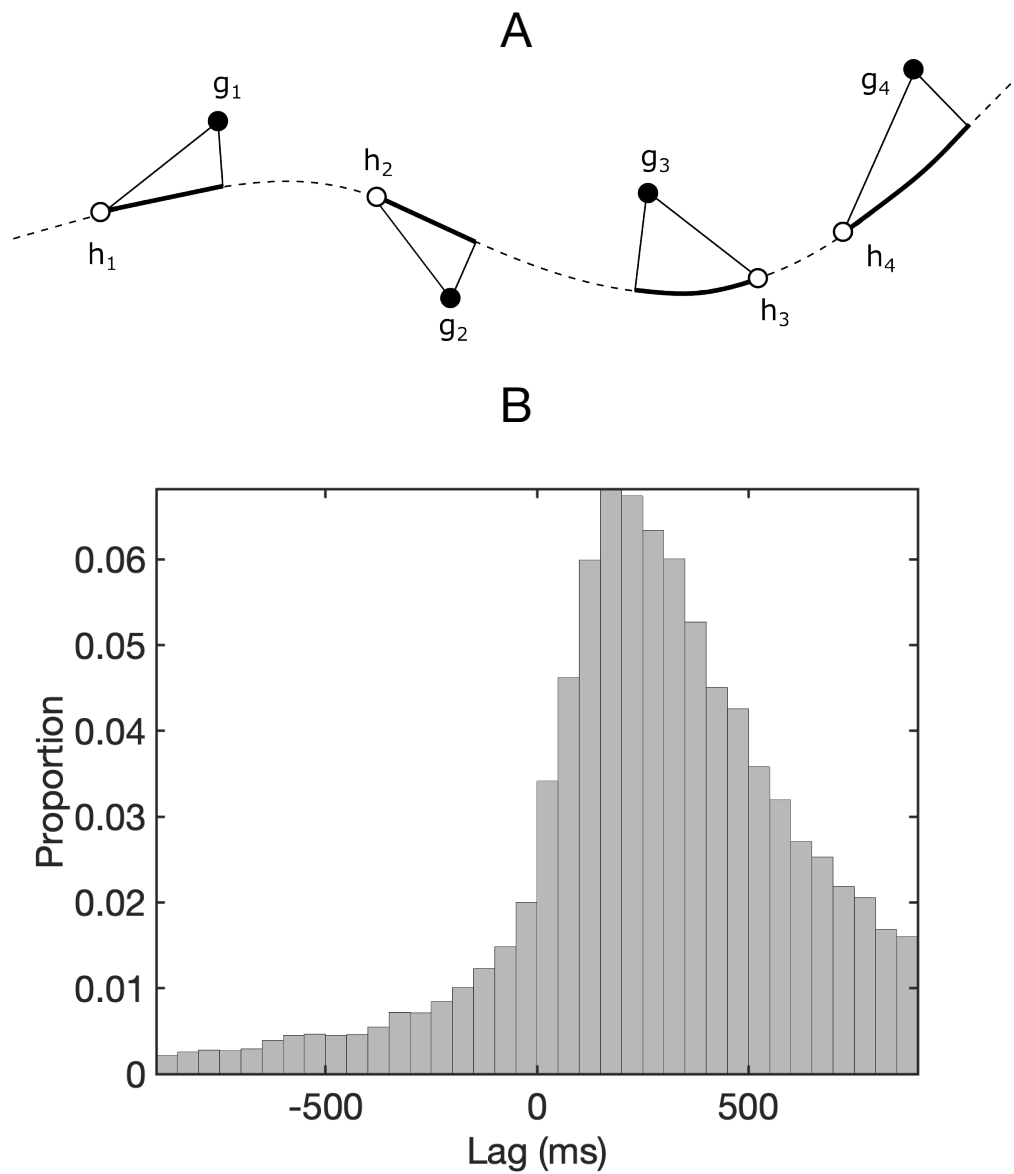 A
g₄
g₁
h₂
g₃
h₁
h₄
h₃
g₂
B
0.06
0.05
0.04
0.03
0.02
0.01
0
Proportion
-500 0 500
Lag (ms)